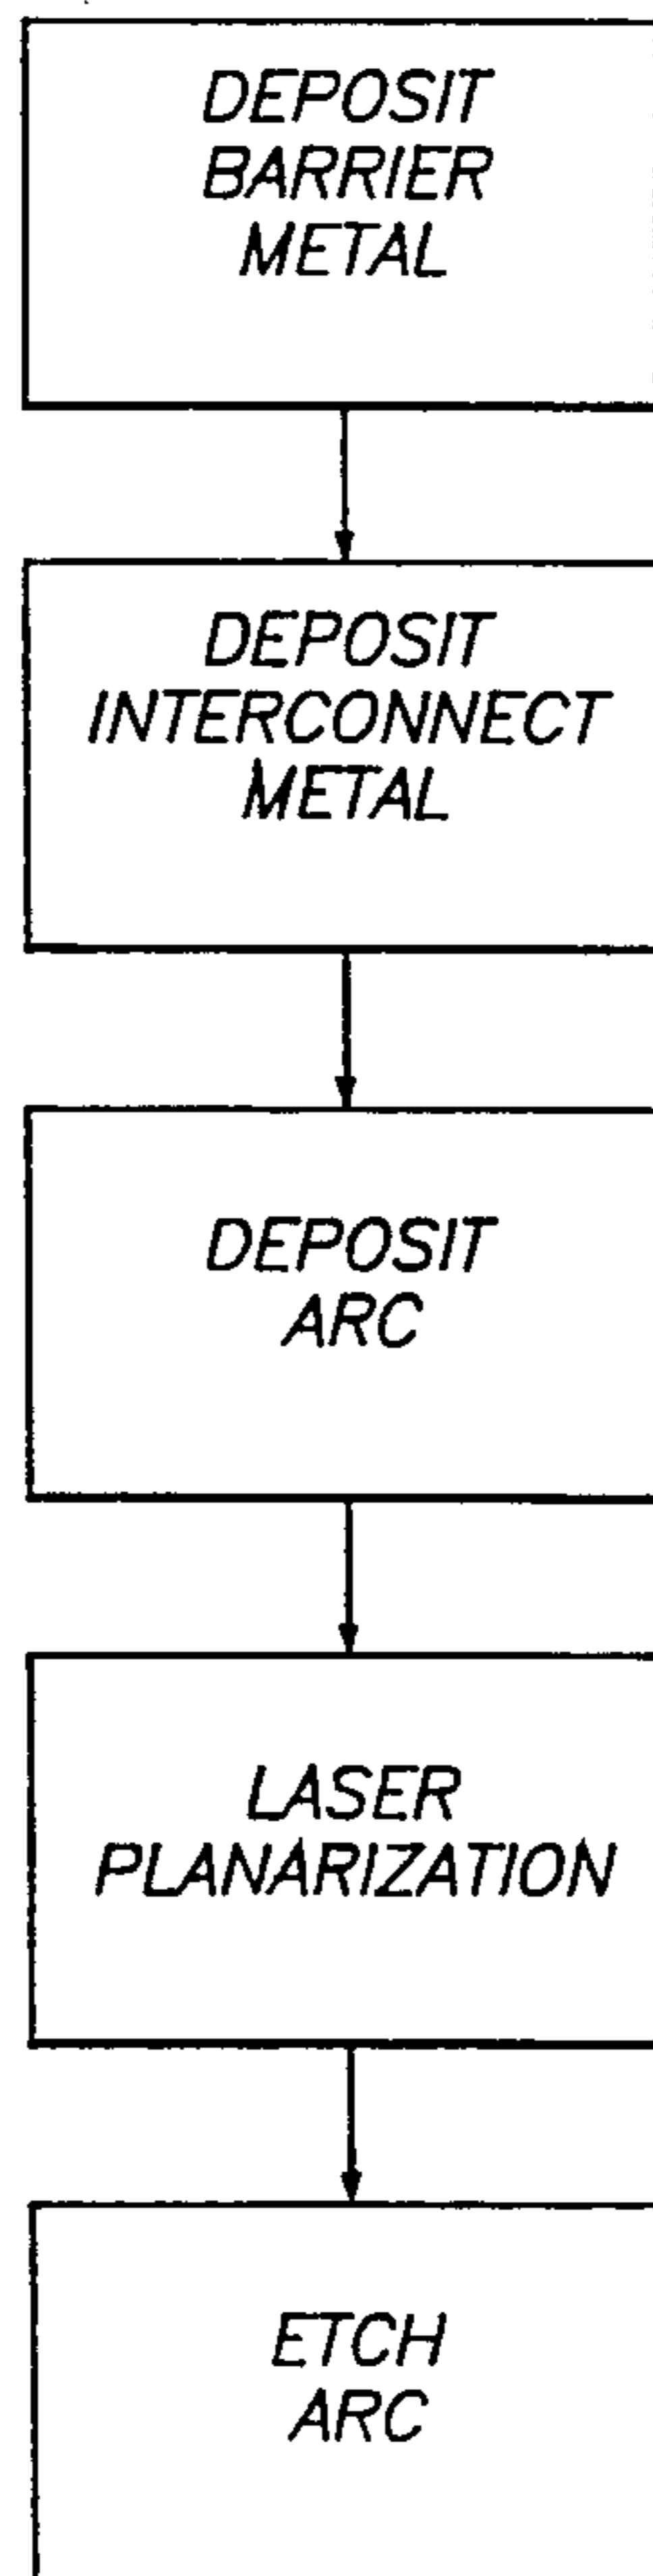 DEPOSIT
BARRIER
METAL
DEPOSIT
INTERCONNECT
METAL
DEPOSIT
ARC
LASER
PLANARIZATION
ETCH
ARC